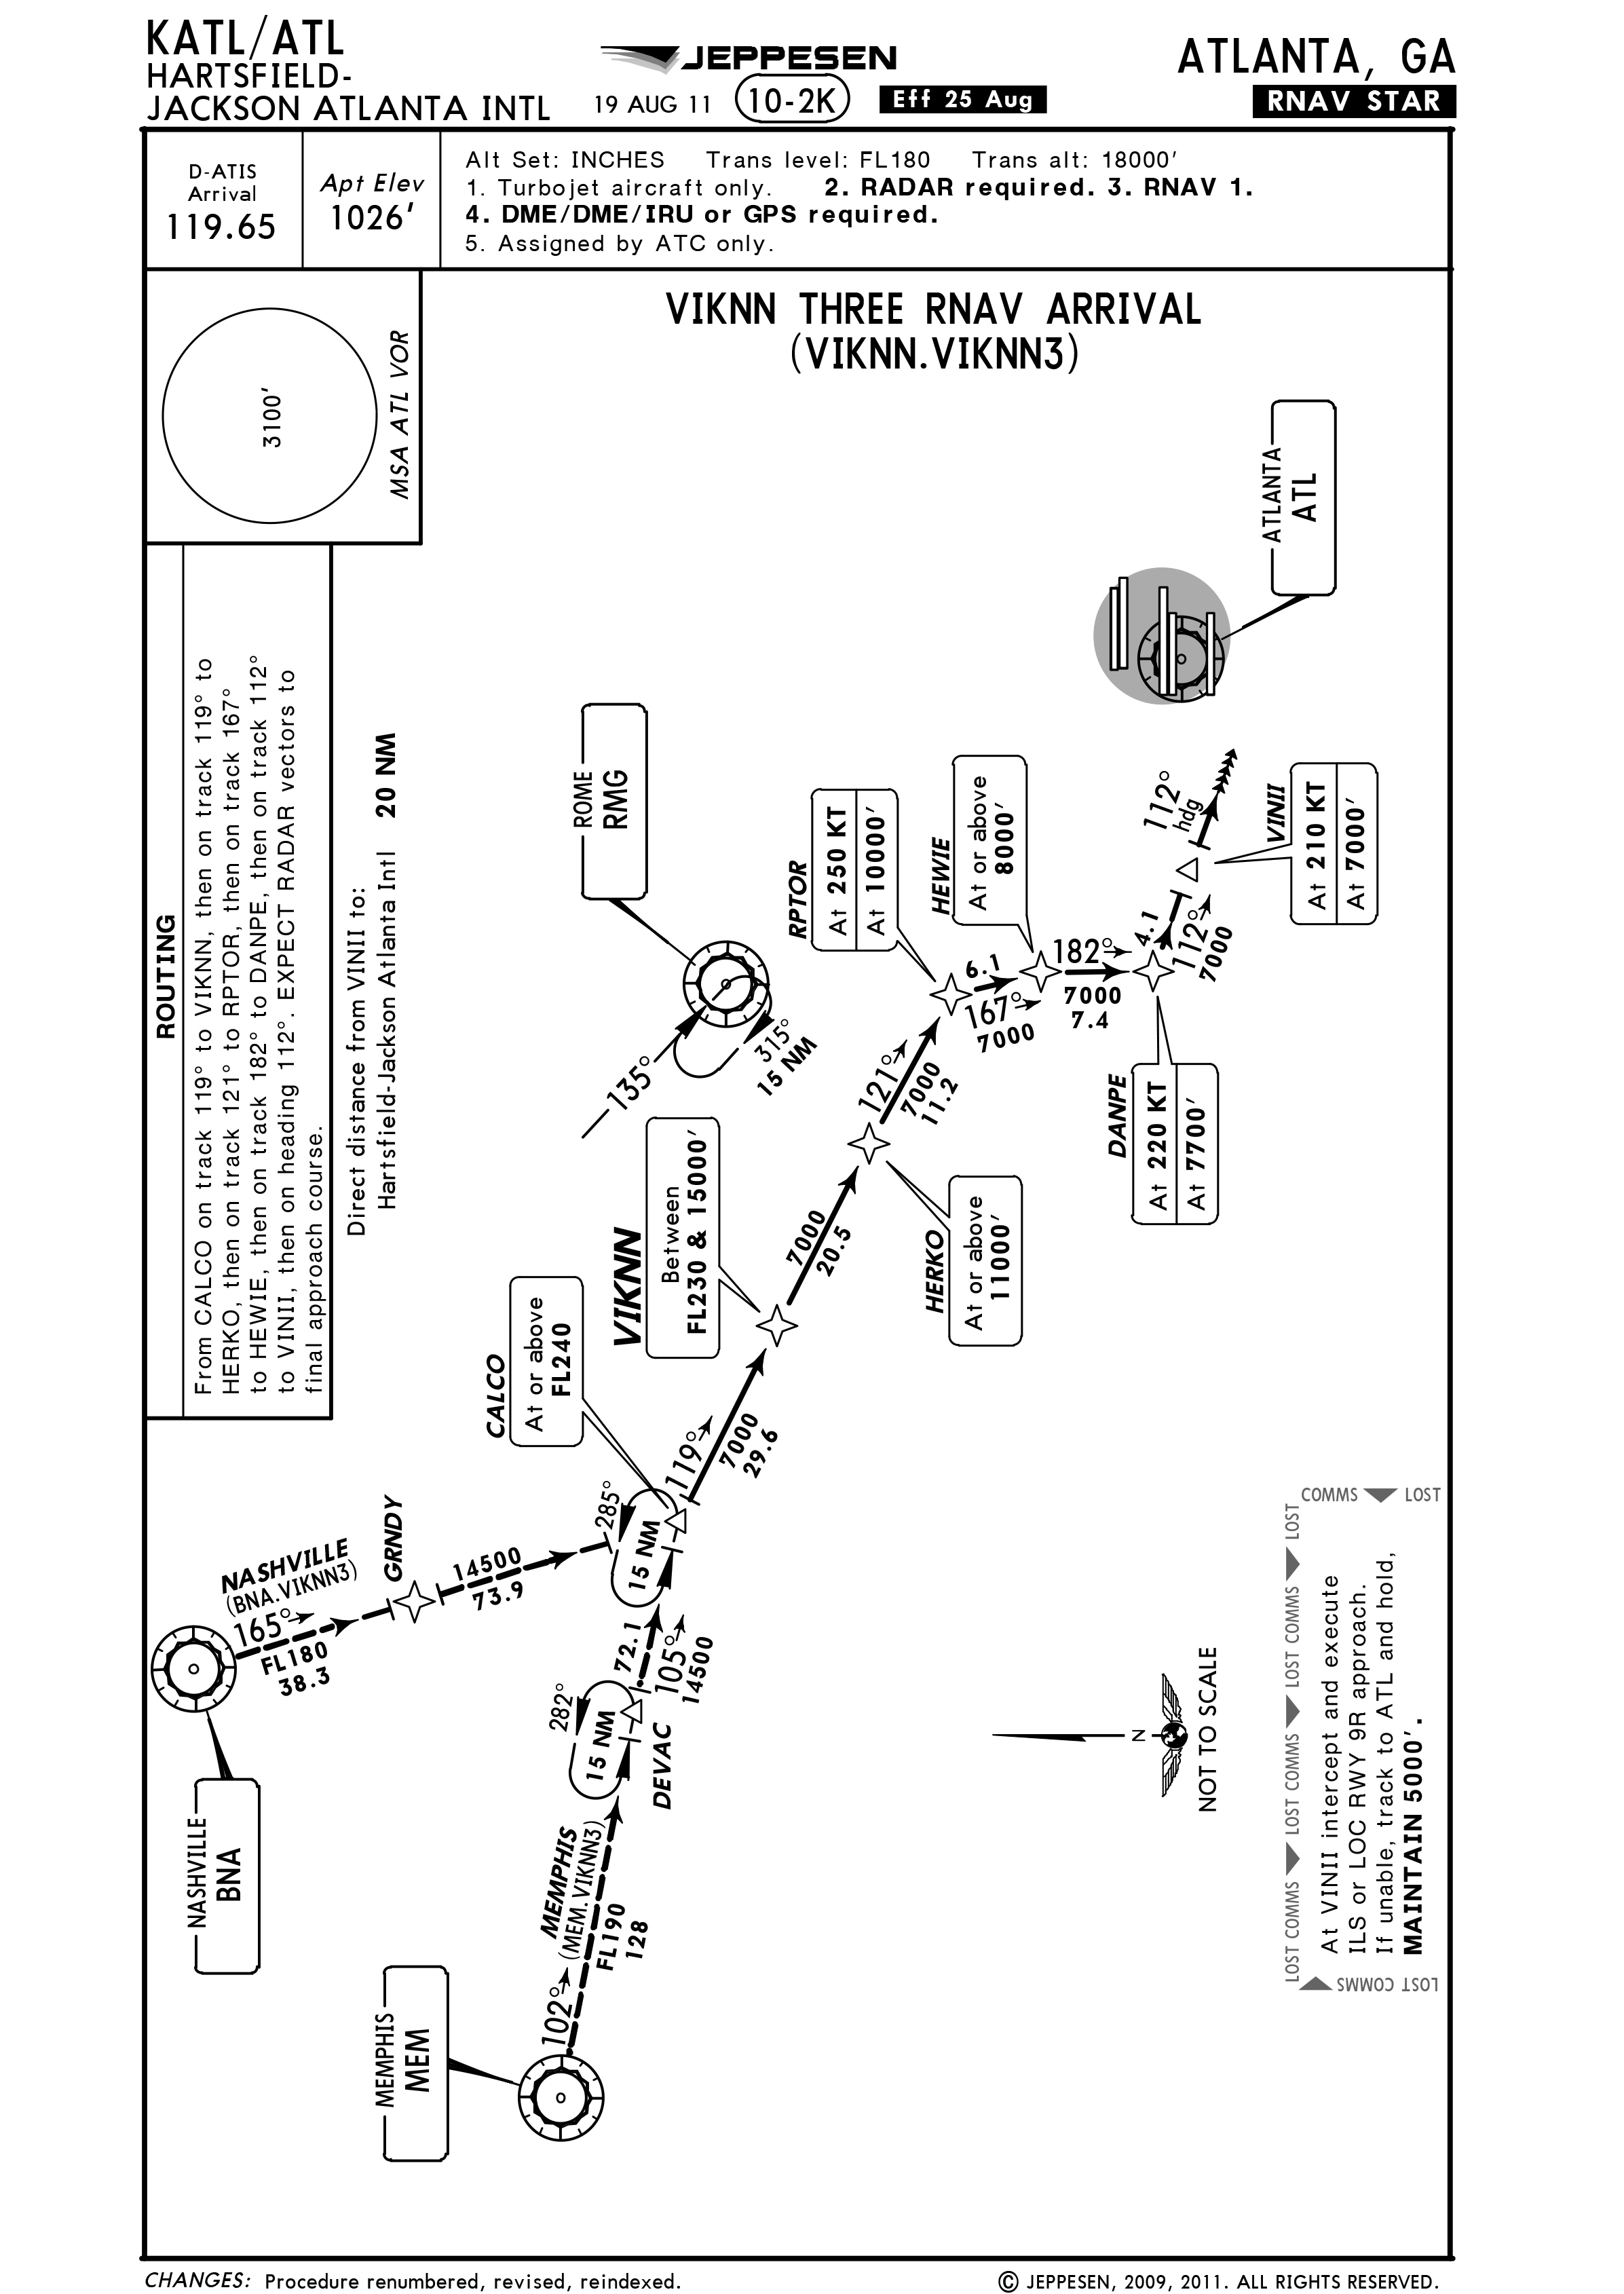 KATL/ATL
HARTSFIELD-
JACKSON ATLANTA INTL
JEPPESEN
19 AUG 11
10-2K
Eff 25 Aug
ATLANTA, GA
RNAV STAR
D-ATIS
Arrival
119.65
Apt Elev
1026'
Alt Set: INCHES Trans level: FL180 Trans alt: 18000'
1. Turbojet aircraft only. 2. RADAR required. 3. RNAV 1.
4. DME/DME/IRU or GPS required.
5. Assigned by ATC only.
3100'
MSA ATL VOR
VIKNN THREE RNAV ARRIVAL
(VIKNN.VIKNN3)
ROUTING
From CALCO on track 119° to VIKNN, then on track 119° to
HERKO, then on track 121° to RPTOR, then on track 167°
to HEWIE, then on track 182° to DANPE, then on track 112°
to VINII, then on heading 112°. EXPECT RADAR vectors to
final approach course.
Direct distance from VINII to:
Hartsfield-Jackson Atlanta Intl 20 NM
ATLANTA
ATL
ROME
RMG
135°
315°
15 NM
RPTOR
At 250 KT
At 10000'
HEWIE
At or above
8000'
112°
hdg
VINII
At 210 KT
At 7000'
4.1
112°
7000
182°
7000
7.4
6.1
167°
7000
DANPE
At 220 KT
At 7700'
121°
7000
11.2
HERKO
At or above
11000'
7000
20.5
VIKNN
Between
FL230 & 15000'
119°
7000
29.6
CALCO
At or above
FL240
285°
15 NM
GRNDY
14500
73.9
NASHVILLE
(BNA.VIKNN3)
165°
FL180
38.3
NASHVILLE
BNA
72.1
105°
14500
282°
15 NM
DEVAC
MEMPHIS
(MEM.VIKNN3)
102°
FL190
128
MEMPHIS
MEM
N
NOT TO SCALE
LOST COMMS LOST COMMS LOST COMMS LOST
COMMS LOST
LOST COMMS
At VINII intercept and execute
ILS or LOC RWY 9R approach.
If unable, track to ATL and hold,
MAINTAIN 5000'.
CHANGES: Procedure renumbered, revised, reindexed.
© JEPPESEN, 2009, 2011. ALL RIGHTS RESERVED.